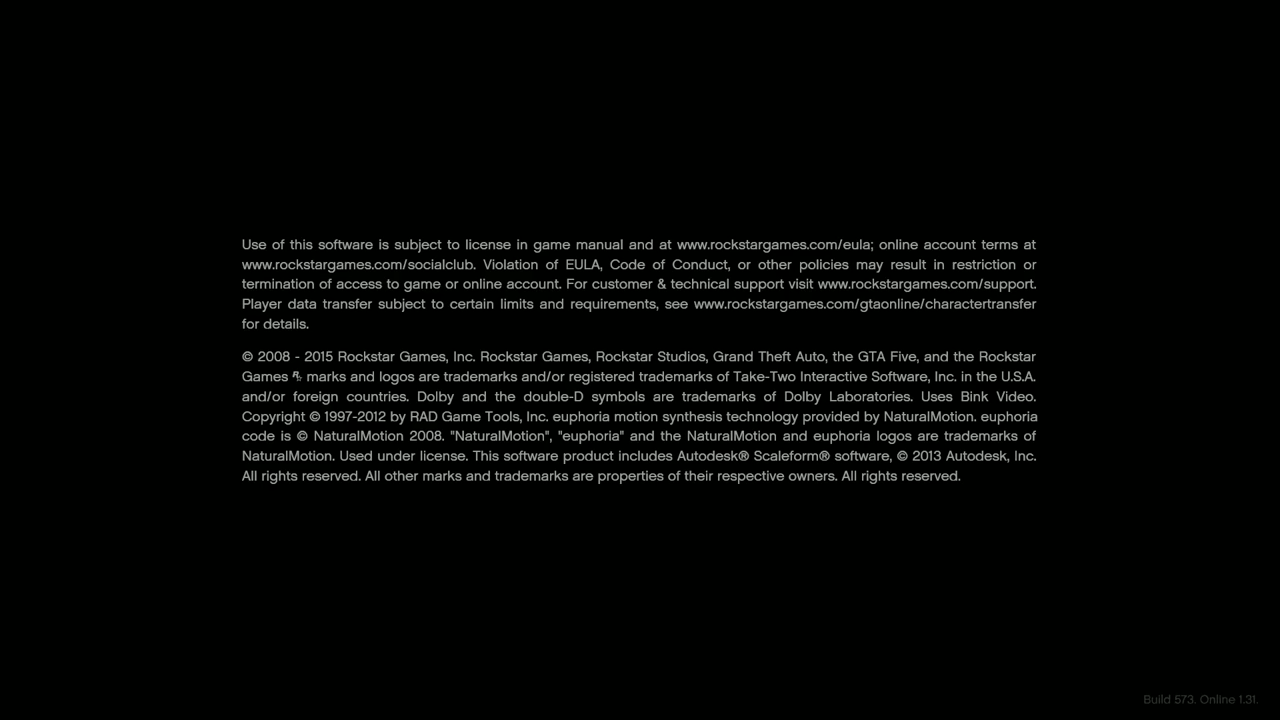 Use of this software is subject to license in game manual and at www.rockstargames.com/eula; online account terms at
www.rockstargames.com/socialclub. Violation of EULA, Code of Conduct, or other policies may result in restriction or
termination of access to game or online account. For customer & technical support visit www.rockstargames.com/support.
Player data transfer subject to certain limits and requirements, see www.rockstargames.com/gtaonline/charactertransfer
for details.
© 2008 - 2015 Rockstar Games, Inc. Rockstar Games, Rockstar Studios, Grand Theft Auto, the GTA Five, and the Rockstar
Games R* marks and logos are trademarks and/or registered trademarks of Take-Two Interactive Software, Inc. in the U.S.A.
and/or foreign countries. Dolby and the double-D symbols are trademarks of Dolby Laboratories. Uses Bink Video.
Copyright © 1997-2012 by RAD Game Tools, Inc. euphoria motion synthesis technology provided by NaturalMotion. euphoria
code is © NaturalMotion 2008. "NaturalMotion", "euphoria" and the NaturalMotion and euphoria logos are trademarks of
NaturalMotion. Used under license. This software product includes Autodesk® Scaleform® software, © 2013 Autodesk, Inc.
All rights reserved. All other marks and trademarks are properties of their respective owners. All rights reserved.
Build 573. Online 1.31.